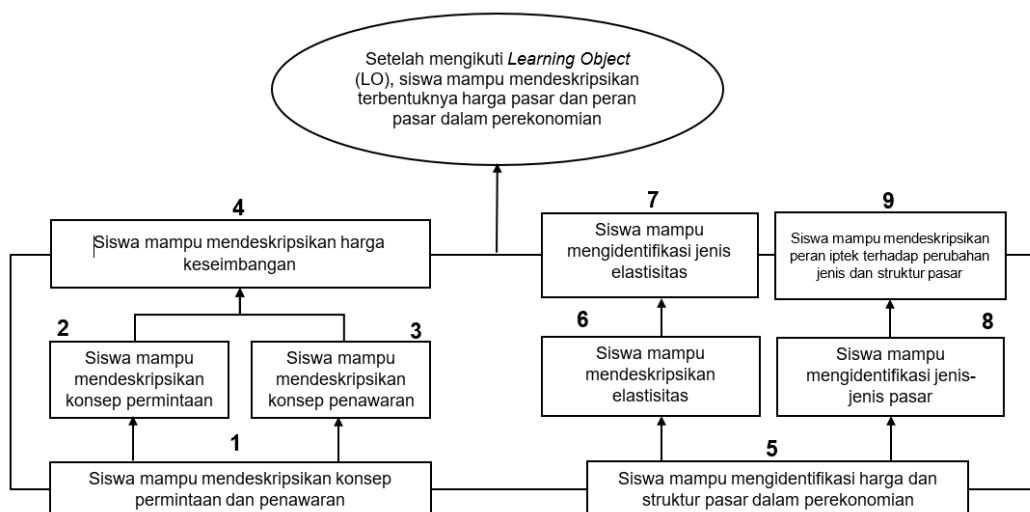 Setelah mengikuti Learning Object
(LO), siswa mampu mendeskripsikan
terbentuknya harga pasar dan peran
pasar dalam perekonomian
4
Siswa mampu mendeskripsikan harga
keseimbangan
7
Siswa mampu
mengidentifikasi jenis
elastisitas
9
Siswa mampu mendeskripsikan
peran iptek terhadap perubahan
jenis dan struktur pasar
2
Siswa mampu
mendeskripsikan
konsep permintaan
3
Siswa mampu
mendeskripsikan
konsep penawaran
6
Siswa mampu
mendeskripsikan
elastisitas
8
Siswa mampu
mengidentifikasi jenis-
jenis pasar
1
Siswa mampu mendeskripsikan konsep
permintaan dan penawaran
5
Siswa mampu mengidentifikasi harga dan
struktur pasar dalam perekonomian